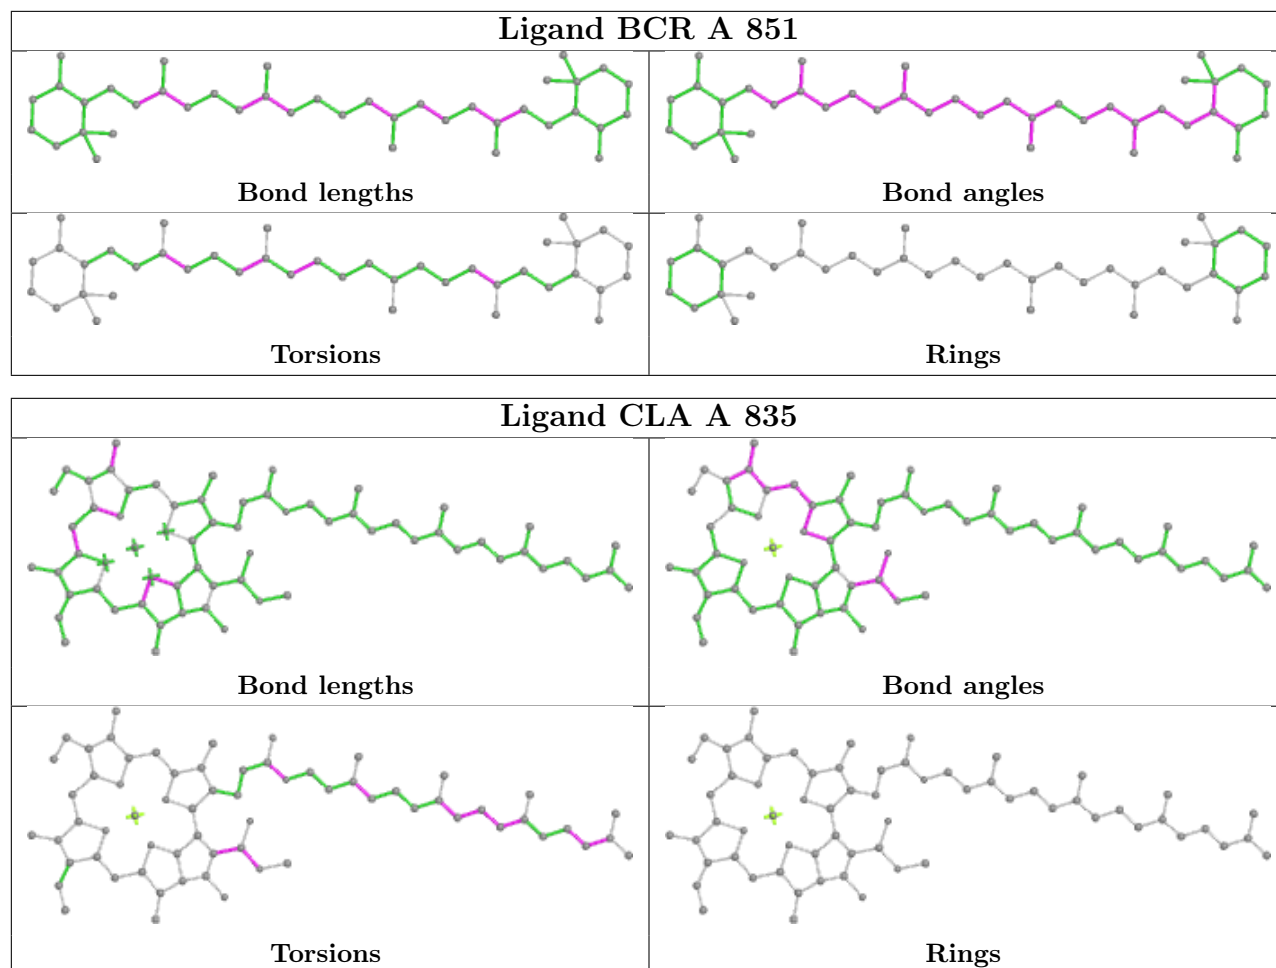 Ligand BCR A 851
Bond lengths
Bond angles
Torsions
Rings
Ligand CLA A 835
Bond lengths
Bond angles
Torsions
Rings